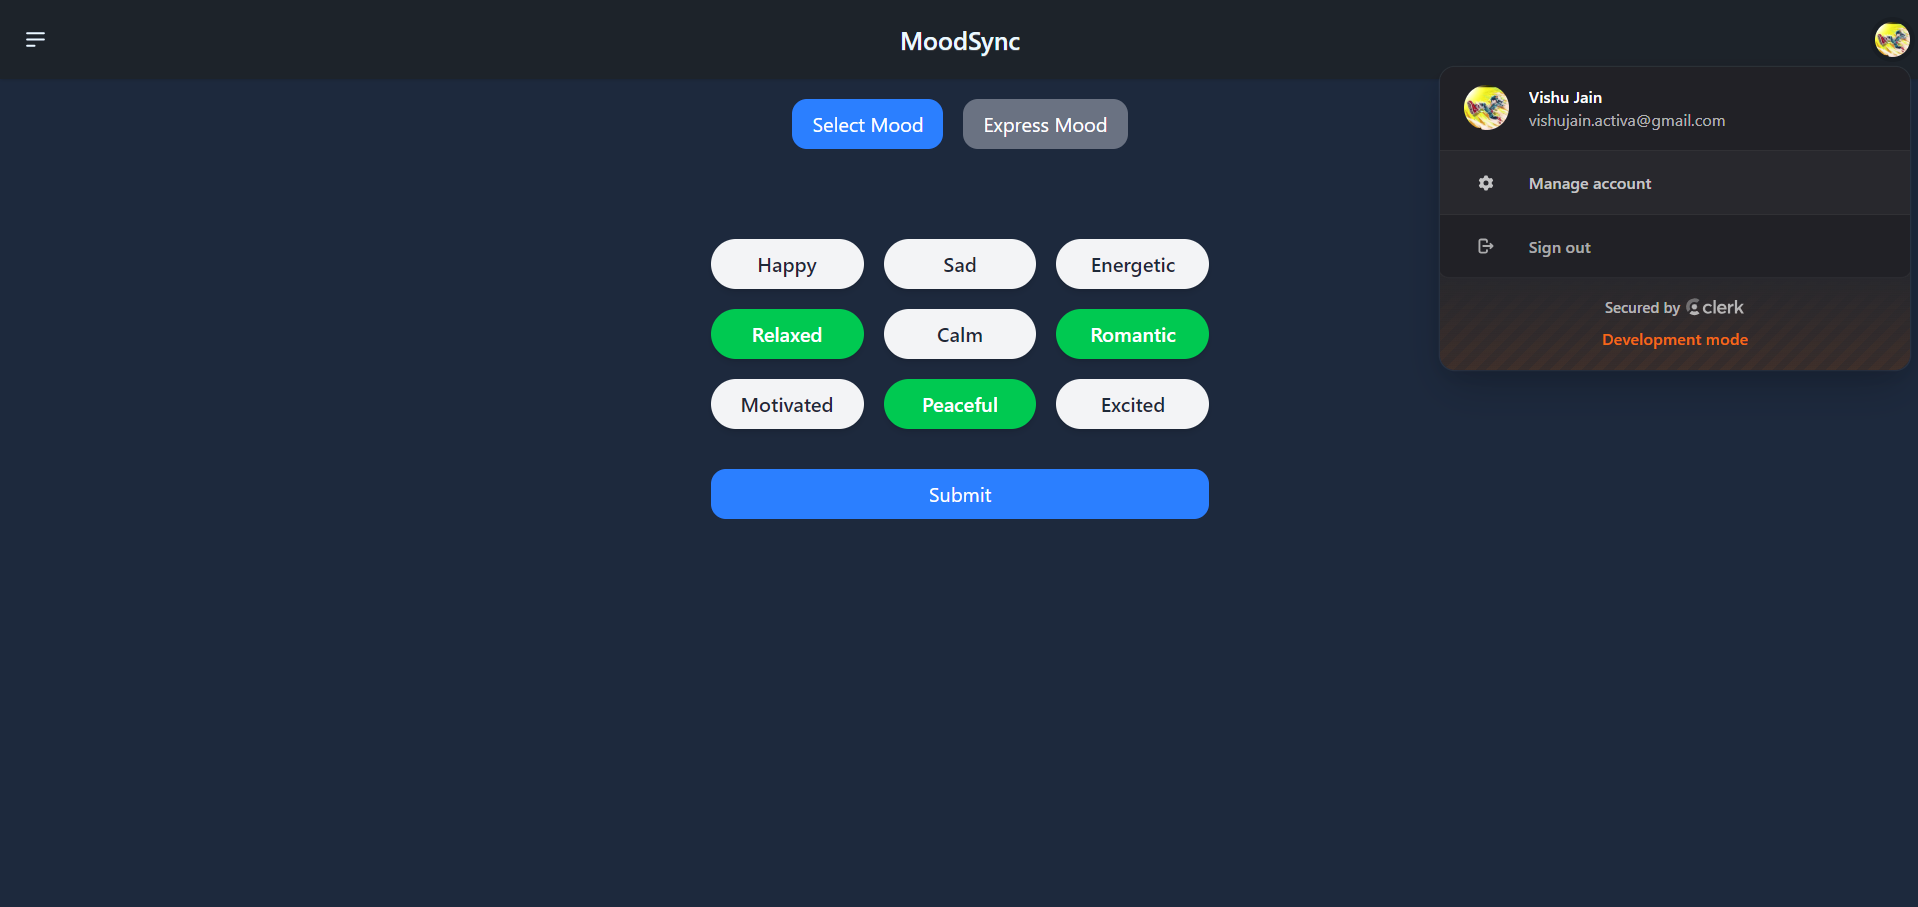 MoodSync
Select Mood
Express Mood
Vishu Jain
vishujain.activa@gmail.com
Manage account
Sign out
Secured by clerk
Development mode
Happy
Sad
Energetic
Relaxed
Calm
Romantic
Motivated
Peaceful
Excited
Submit